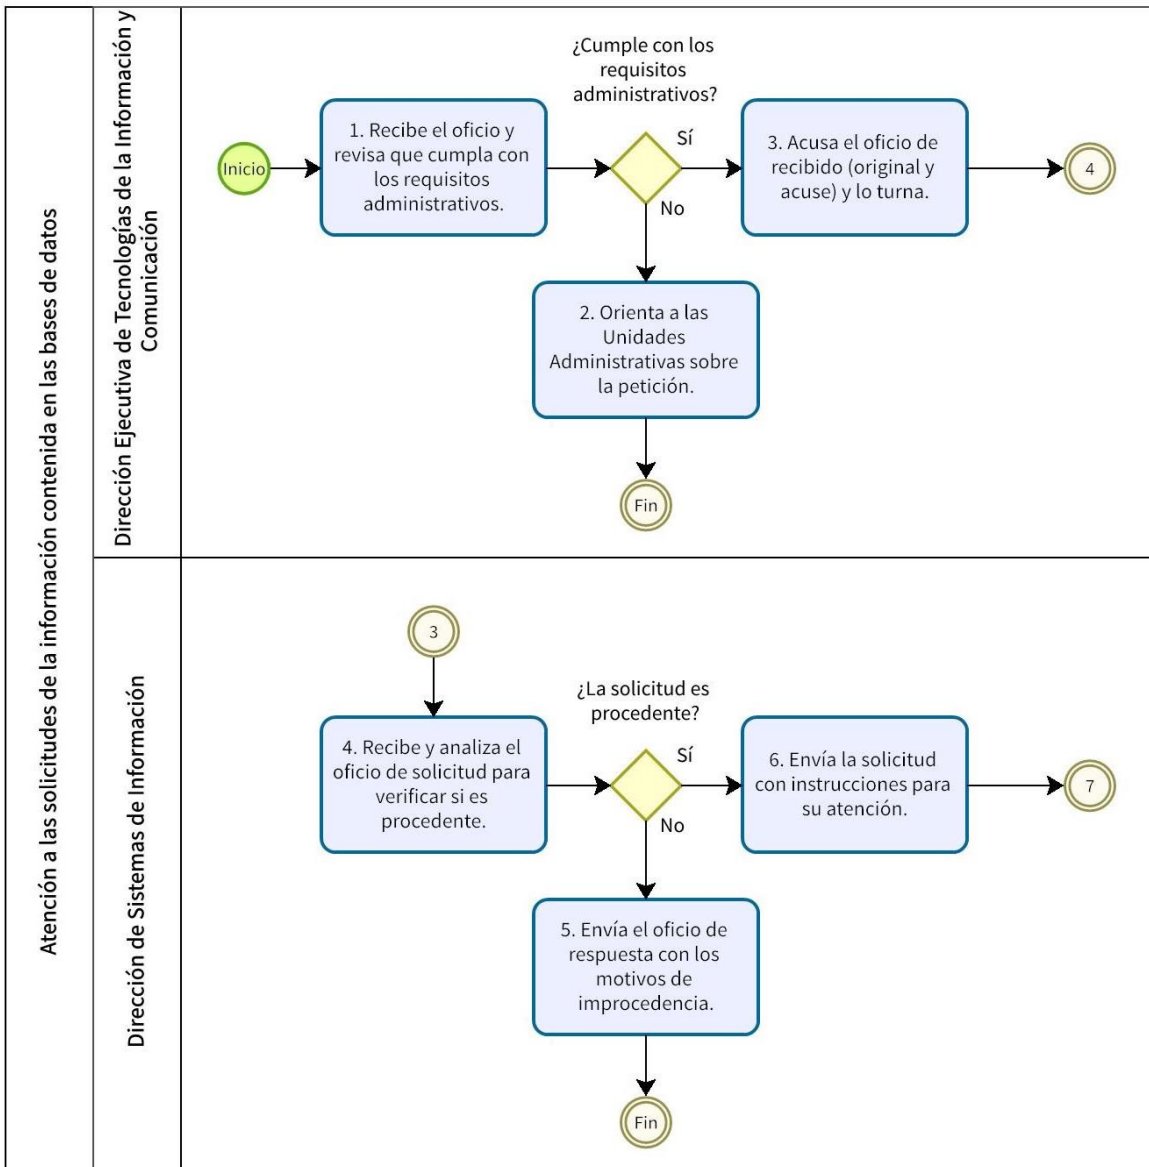 Atención a las solicitudes de la información contenida en las bases de datos
Dirección Ejecutiva de Tecnologías de la Información y
Comunicación
¿Cumple con los
requisitos
administrativos?
Inicio
1. Recibe el oficio y
revisa que cumpla con
los requisitos
administrativos.
Sí
No
3. Acusa el oficio de
recibido (original y
acuse) y lo turna.
4
2. Orienta a las
Unidades
Administrativas sobre
la petición.
Fin
Dirección de Sistemas de Información
3
¿La solicitud es
procedente?
4. Recibe y analiza el
oficio de solicitud para
verificar si es
procedente.
Sí
No
6. Envía la solicitud
con instrucciones para
su atención.
7
5. Envía el oficio de
respuesta con los
motivos de
improcedencia.
Fin